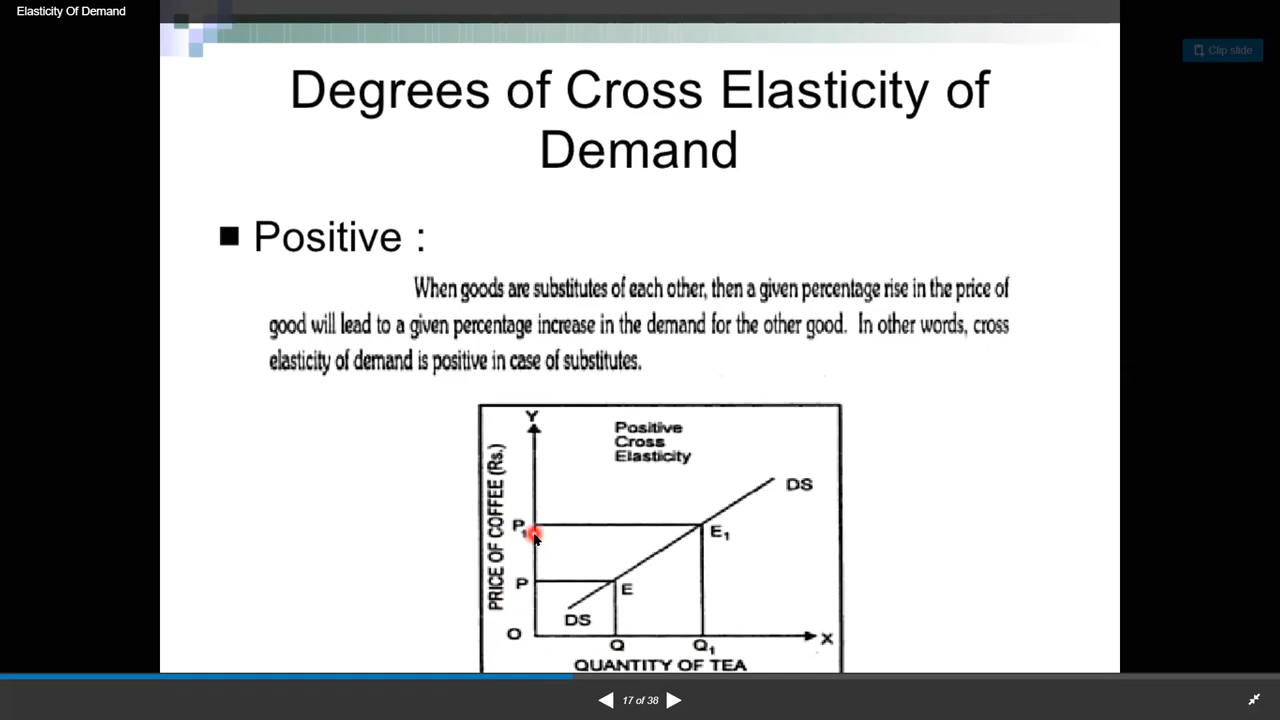 Elasticity Of Demand
Clip slide
Degrees of Cross Elasticity of
Demand
Positive :
When goods are substitutes of each other, then a given percentage rise in the price of
good will lead to a given percentage increase in the demand for the other good. In other words, cross
elasticity of demand is positive in case of substitutes.
Y
Positive
Cross
Elasticity
PRICE OF COFFEE (Rs.)
DS
P₁
E₁
P
E
DS
O
Q
Q₁
X
QUANTITY OF TEA
17 of 38